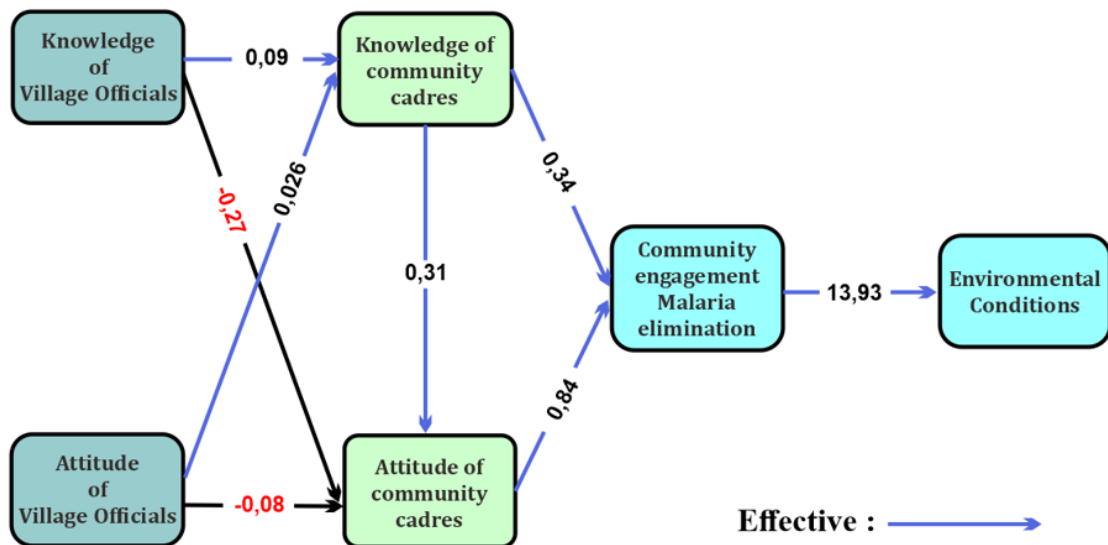 Knowledge
of
Village Officials
0,09
Knowledge of
community
cadres
-0,27
0,026
0,34
0,31
Community
engagement
Malaria
elimination
13,93
Environmental
Conditions
0,84
Attitude
of
Village Officials
-0,08
Attitude of
community
cadres
Effective :